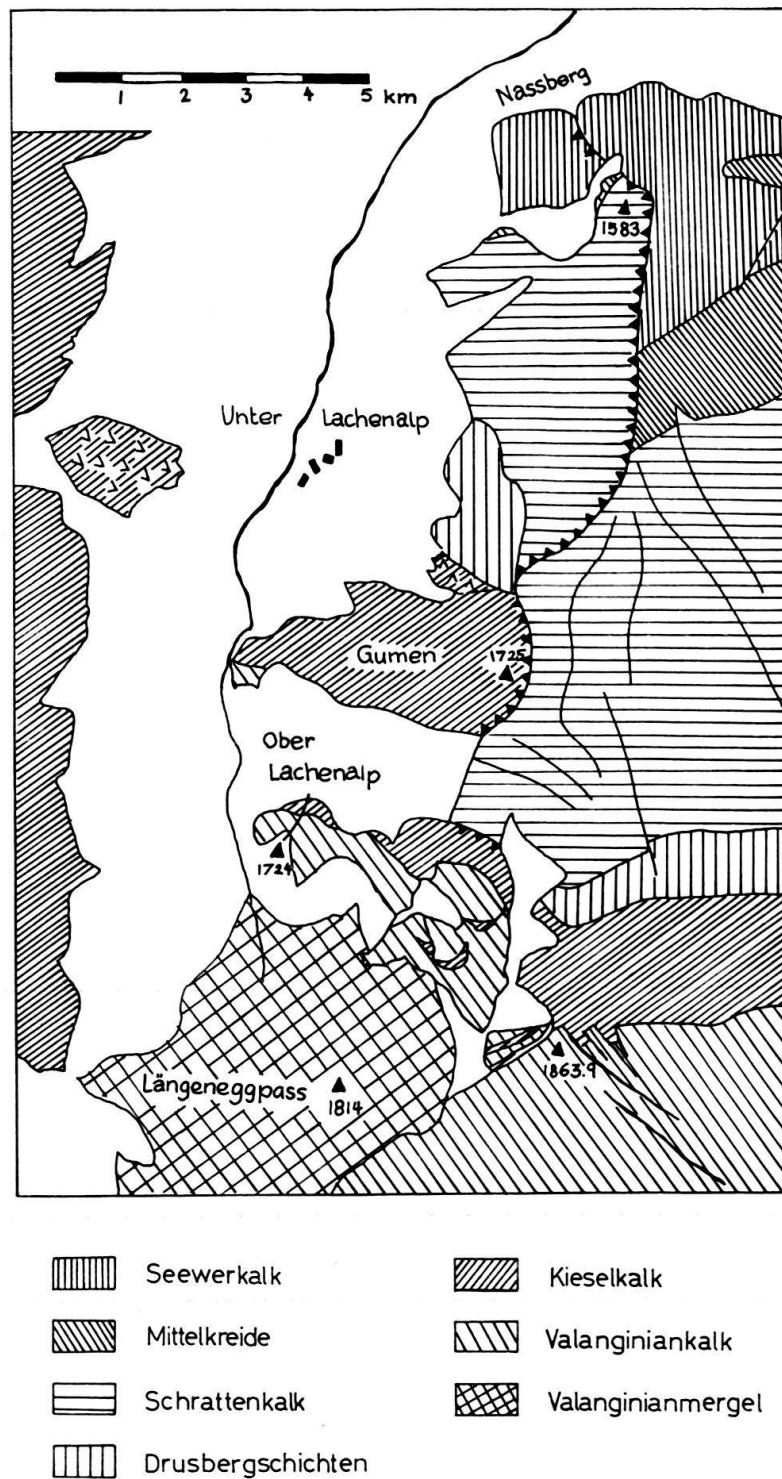 1 2 3 4 5 km
Nassberg
1583
Unter Lachenalp
Gumen
1725
Ober
Lachenalp
1724
Längeneggpass
1814
1863.9
Seewerkalk
Kieselkalk
Mittelkreide
Valanginiankalk
Schrattenkalk
Valanginianmergel
Drusbergschichten